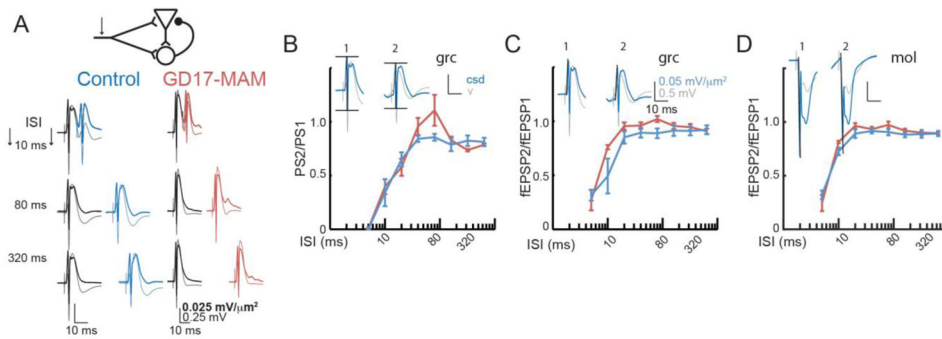 A
Control
GD17-MAM
ISI
10 ms
80 ms
320 ms
0.025 mV/μm²
0.25 mV
10 ms
10 ms
B
1
2
grc
csd
v
1.0
0.5
0
PS2/PS1
ISI (ms)
10
80
320
C
1
2
grc
0.05 mV/μm²
0.5 mV
10 ms
1.0
0.5
0
fEPSP2/fEPSP1
ISI (ms)
10
80
320
D
1
2
mol
1.0
0.5
0
fEPSP2/fEPSP1
ISI (ms)
10
80
320